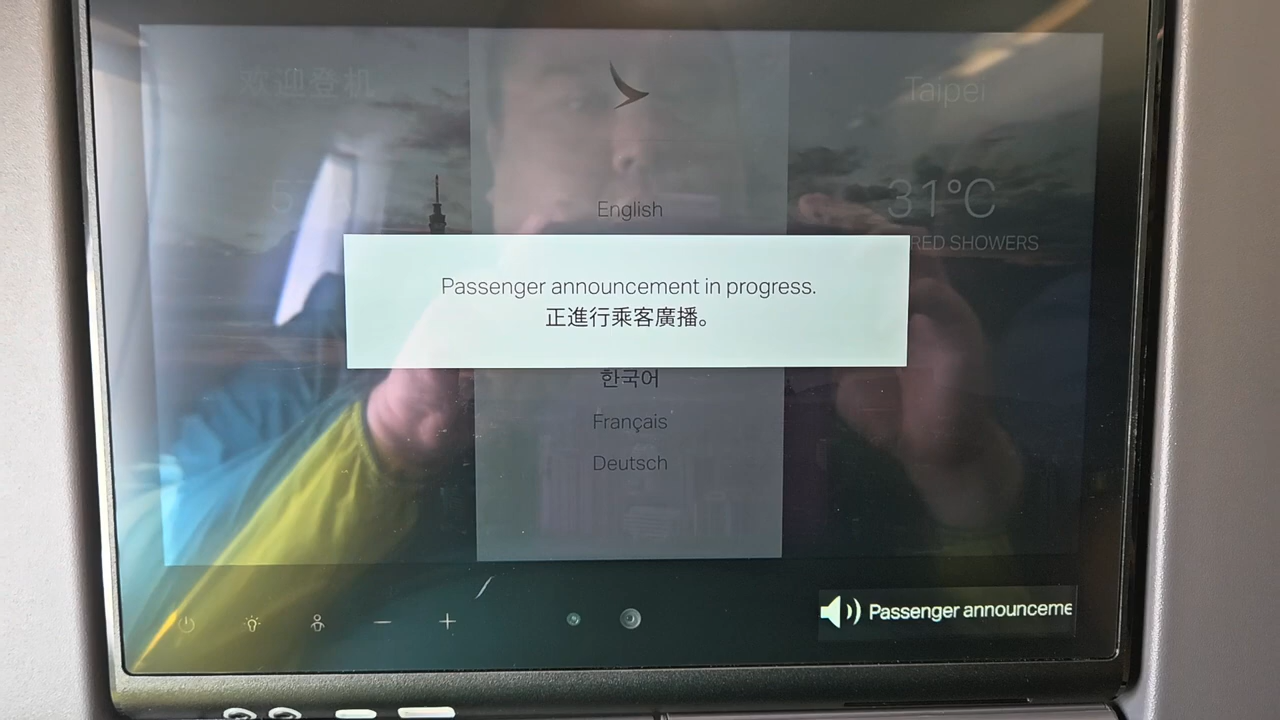 欢迎登机
Taipei
31°C
RED SHOWERS
English
Passenger announcement in progress.
正進行乘客廣播。
한국어
Français
Deutsch
Passenger announceme